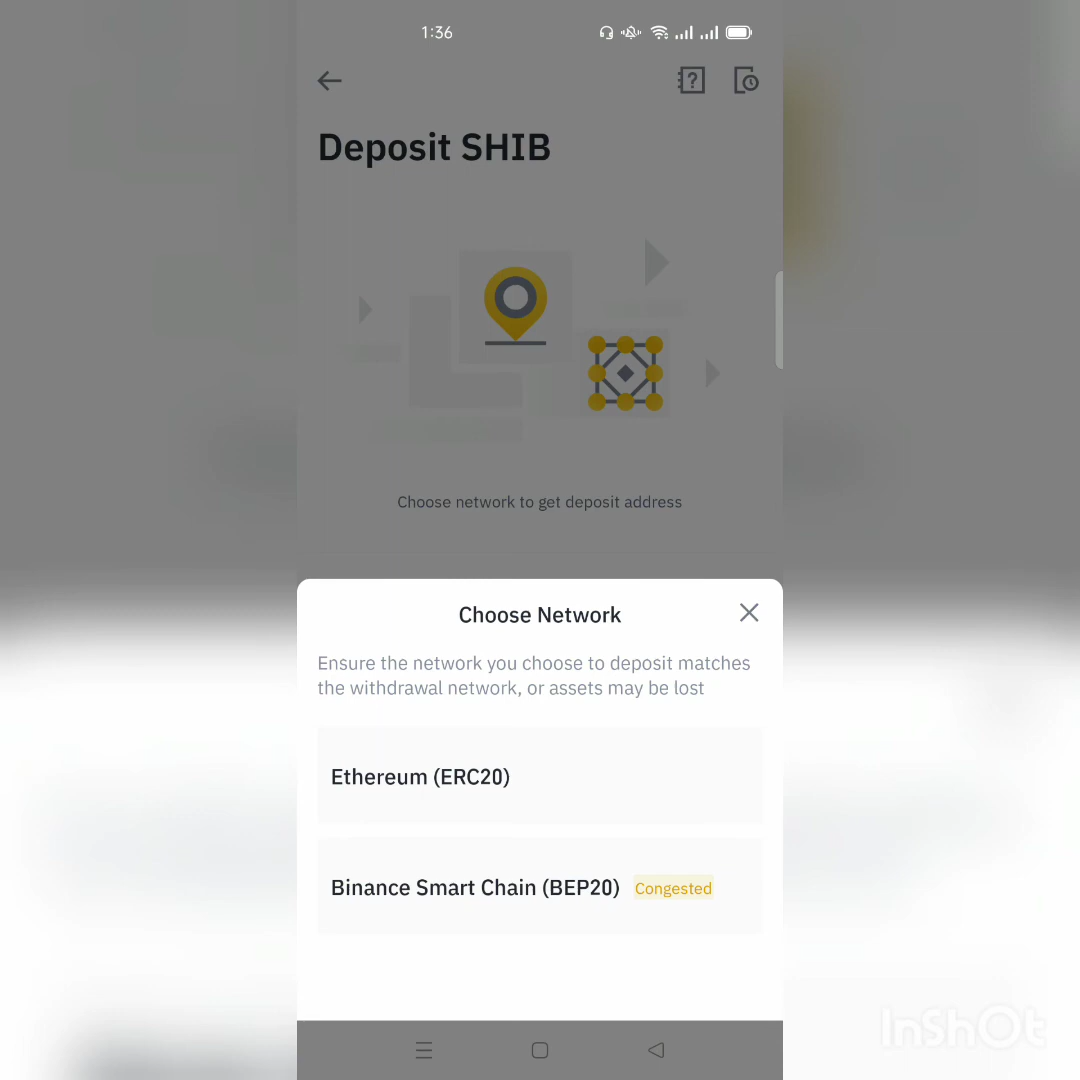 1:36
Deposit SHIB
Choose network to get deposit address
Choose Network
Ensure the network you choose to deposit matches
the withdrawal network, or assets may be lost
Ethereum (ERC20)
Binance Smart Chain (BEP20) Congested
InShOt